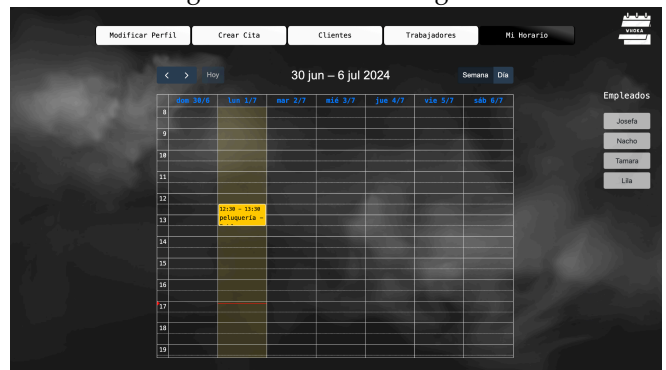 Modificar Perfil
Crear Cita
Clientes
Trabajadores
Mi Horario
Hoy
30 jun – 6 jul 2024
Semana
Día
dom 30/6
lun 1/7
mar 2/7
mié 3/7
jue 4/7
vie 5/7
sáb 6/7
Empleados
Josefa
Nacho
Tamara
Lila
8
9
10
11
12
12:30 - 13:30
peluquería -
13
14
15
16
17
18
19